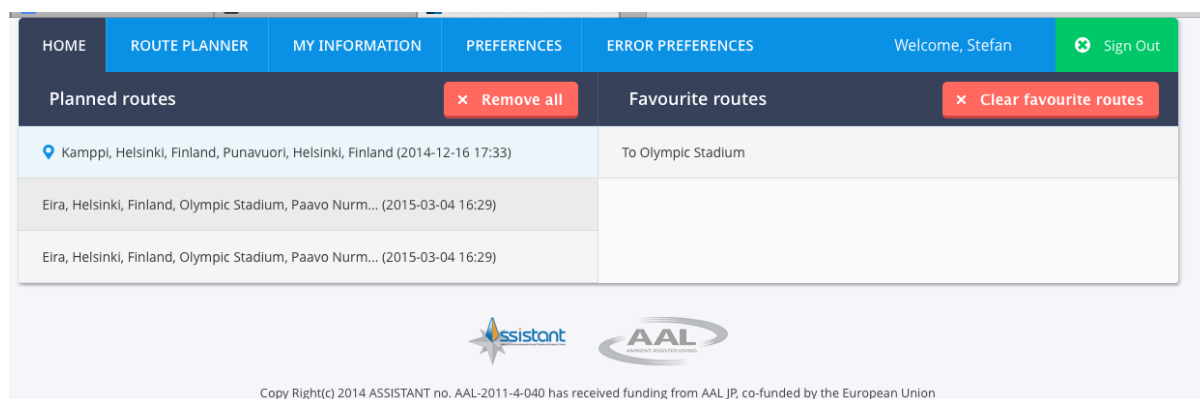 HOME ROUTE PLANNER MY INFORMATION PREFERENCES ERROR PREFERENCES Welcome, Stefan Sign Out
Planned routes × Remove all Favourite routes × Clear favourite routes
Kamppi, Helsinki, Finland, Punavuori, Helsinki, Finland (2014-12-16 17:33) To Olympic Stadium
Eira, Helsinki, Finland, Olympic Stadium, Paavo Nurm... (2015-03-04 16:29)
Eira, Helsinki, Finland, Olympic Stadium, Paavo Nurm... (2015-03-04 16:29)
Assistant AAL
AMBIENT ASSISTED LIVING
Copy Right(c) 2014 ASSISTANT no. AAL-2011-4-040 has received funding from AAL JP, co-funded by the European Union